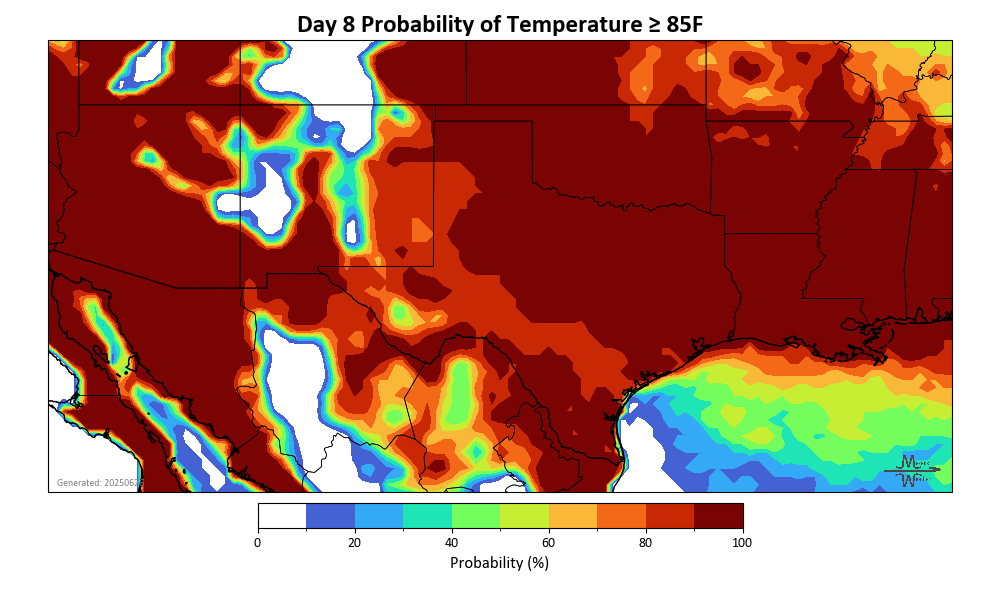 Day 8 Probability of Temperature ≥ 85F
Generated: 2025062
0 20 40 60 80 100
Probability (%)